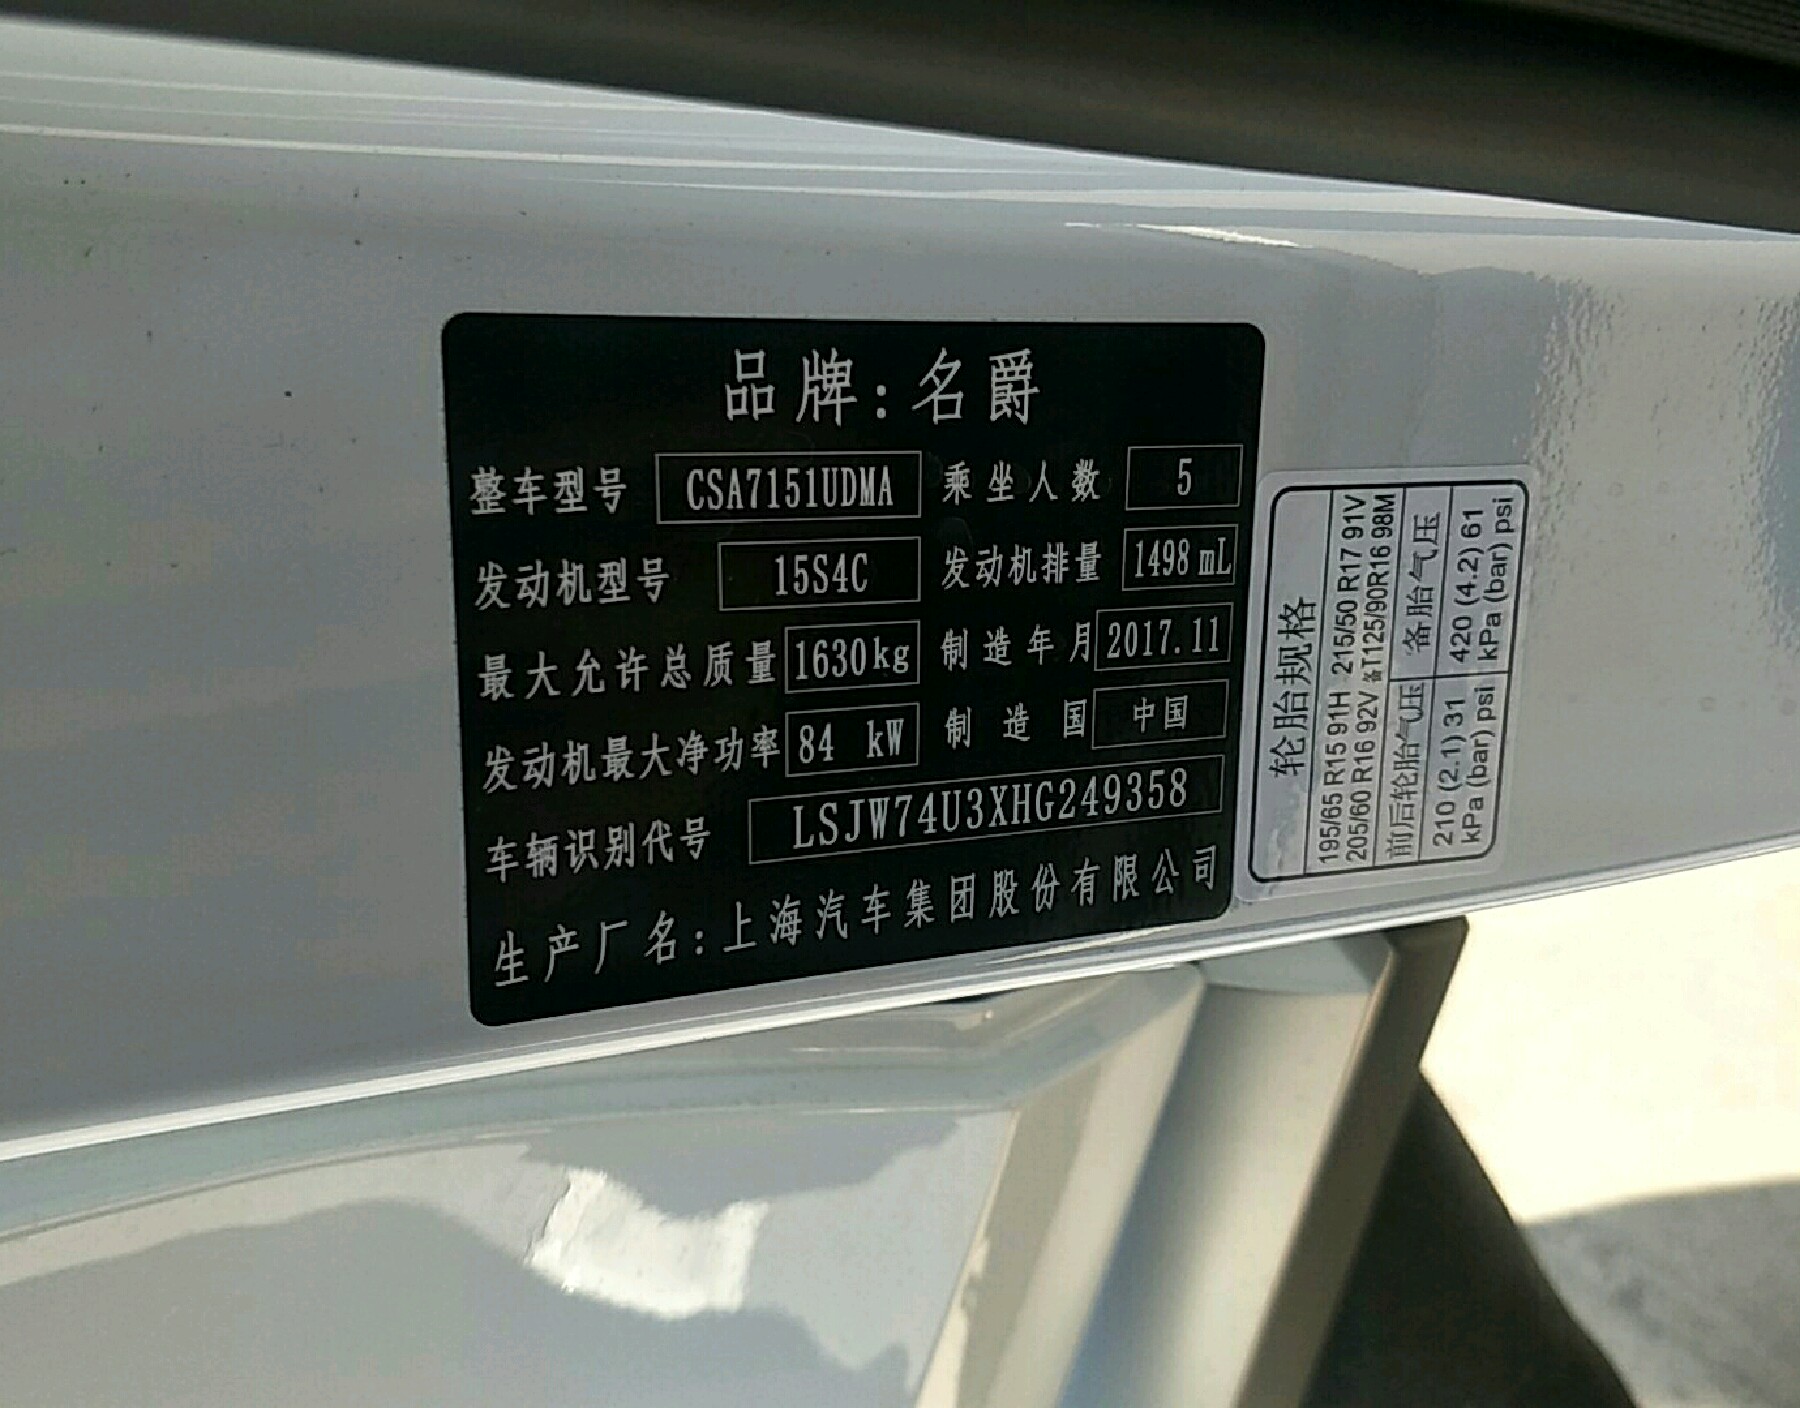 品牌:名爵
整车型号 CSA7151UDMA 乘坐人数 5
发动机型号 15S4C 发动机排量 1498 mL
最大允许总质量 1630kg 制造年月 2017.11
发动机最大净功率 84 kW 制造国 中国
车辆识别代号 LSJW74U3XHG249358
生产厂名:上海汽车集团股份有限公司
轮胎规格
195/65 R15 91H 215/50 R17 91V
205/60 R16 92V 备T125/90R16 98M
前后轮胎气压 备胎气压
210 (2.1) 31 420 (4.2) 61
kPa (bar) psi kPa (bar) psi